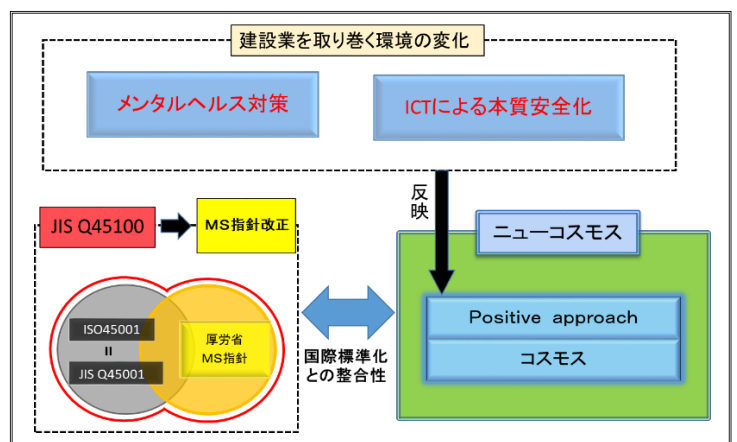 建設業を取り巻く環境の変化
メンタルヘルス対策
ICTによる本質安全化
反映
JIS Q45100
MS指針改正
ニューコスモス
ISO45001
=
JIS Q45001
厚労省
MS指針
国際標準化
との整合性
Positive approach
コスモス